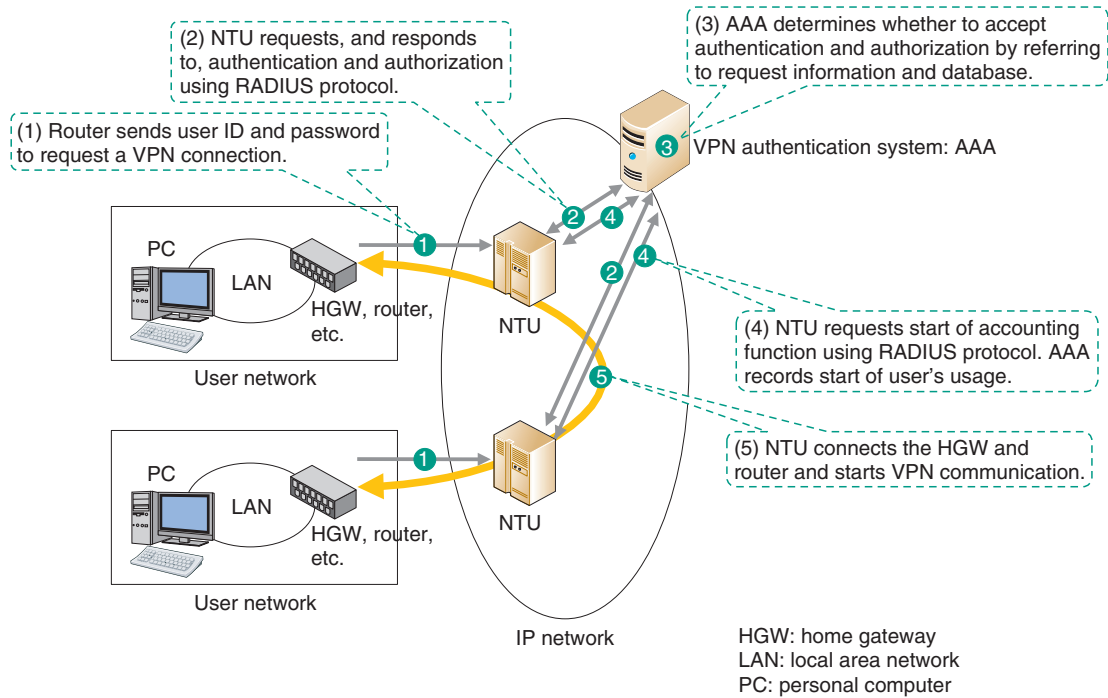 (2) NTU requests, and responds
to, authentication and authorization
using RADIUS protocol.
(3) AAA determines whether to accept
authentication and authorization by referring
to request information and database.
(1) Router sends user ID and password
to request a VPN connection.
3
VPN authentication system: AAA
2
4
PC
LAN
1
HGW, router,
etc.
NTU
User network
2
4
(4) NTU requests start of accounting
function using RADIUS protocol. AAA
records start of user’s usage.
5
(5) NTU connects the HGW and
router and starts VPN communication.
PC
LAN
1
HGW, router,
etc.
NTU
User network
IP network
HGW: home gateway
LAN: local area network
PC: personal computer